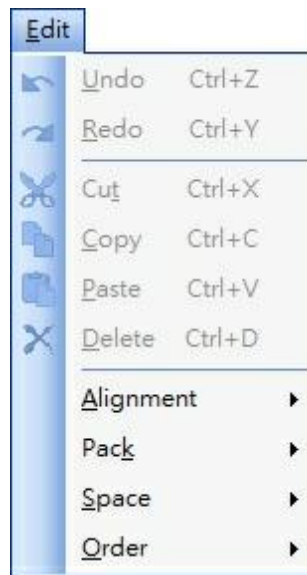 Edit
Undo Ctrl+Z
Redo Ctrl+Y
Cut Ctrl+X
Copy Ctrl+C
Paste Ctrl+V
Delete Ctrl+D
Alignment
Pack
Space
Order